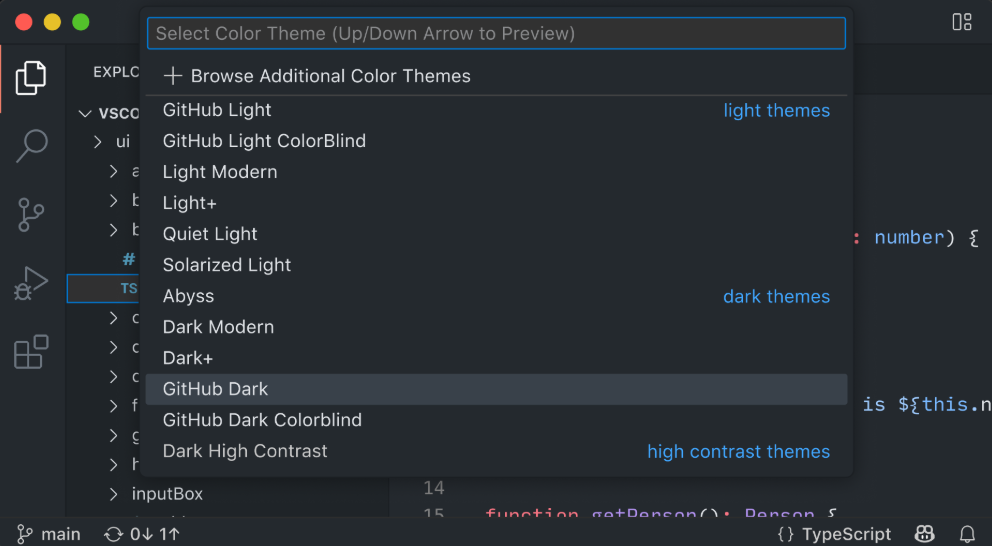 Select Color Theme (Up/Down Arrow to Preview)
Browse Additional Color Themes
EXPLO
VSCO
ui
GitHub Light light themes
GitHub Light ColorBlind
Light Modern
Light+
Quiet Light
Solarized Light
Abyss dark themes
Dark Modern
Dark+
GitHub Dark
GitHub Dark Colorblind
Dark High Contrast high contrast themes
#
TS
: number) {
is ${this.n
inputBox
14
15 function getPerson(): Person {
main 0↓ 1↑ {} TypeScript